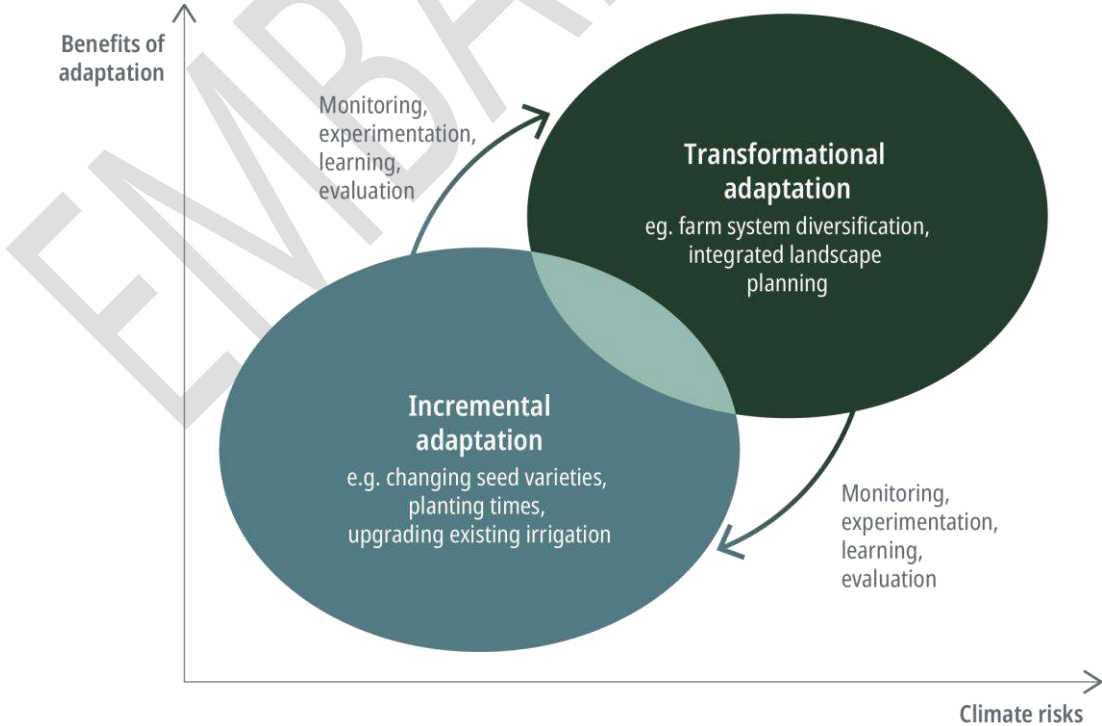 Benefits of
adaptation
Monitoring,
experimentation,
learning,
evaluation
Transformational
adaptation
eg. farm system diversification,
integrated landscape
planning
Incremental
adaptation
e.g. changing seed varieties,
planting times,
upgrading existing irrigation
Monitoring,
experimentation,
learning,
evaluation
Climate risks